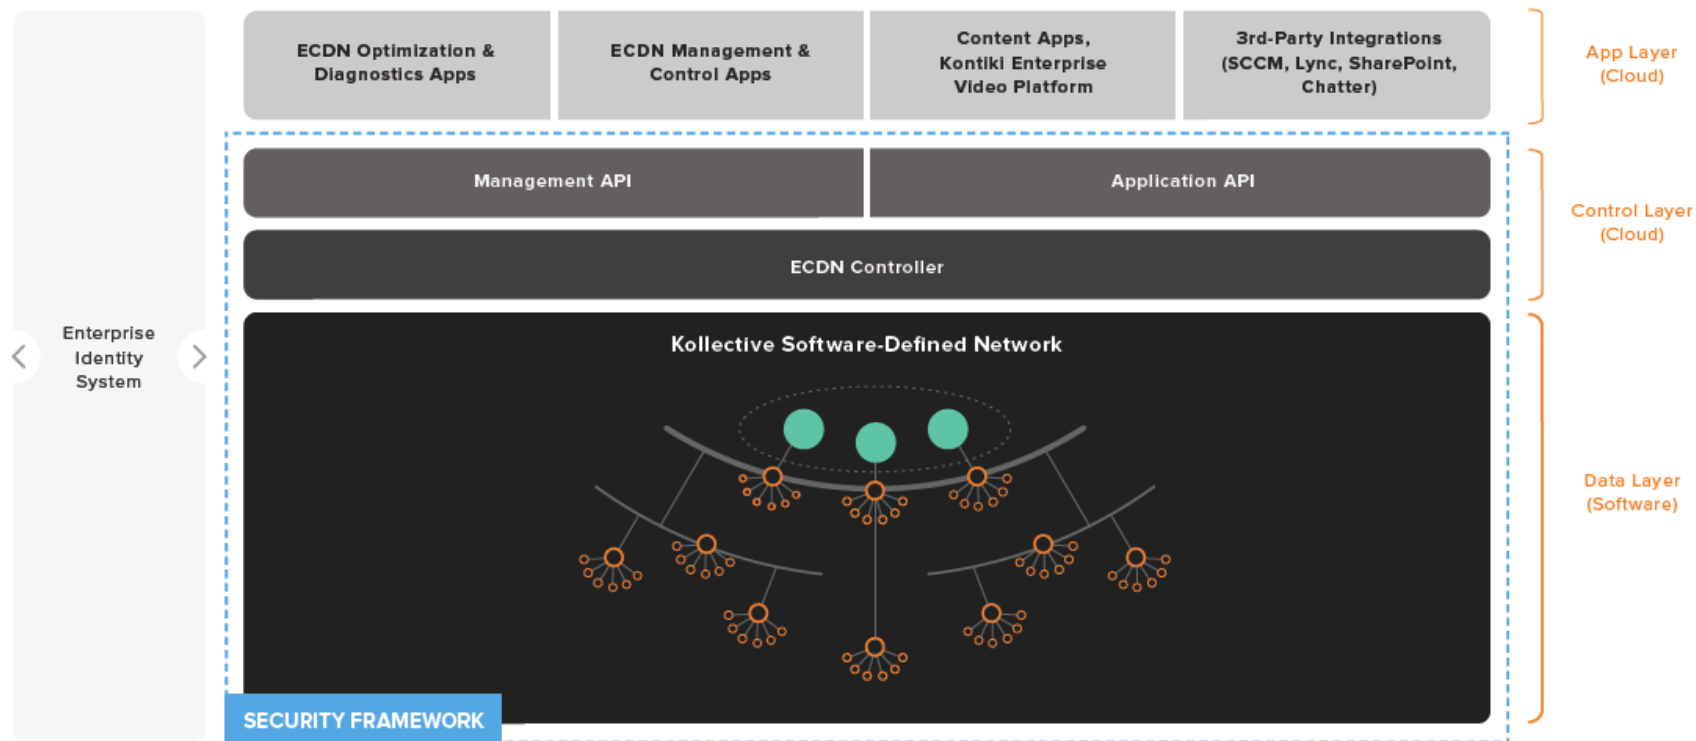 ECDN Optimization &
Diagnostics Apps
ECDN Management &
Control Apps
Content Apps,
Kontiki Enterprise
Video Platform
3rd-Party Integrations
(SCCM, Lync, SharePoint,
Chatter)
App Layer
(Cloud)
Management API
Application API
Control Layer
(Cloud)
ECDN Controller
Enterprise
Identity
System
Kollective Software-Defined Network
Data Layer
(Software)
SECURITY FRAMEWORK